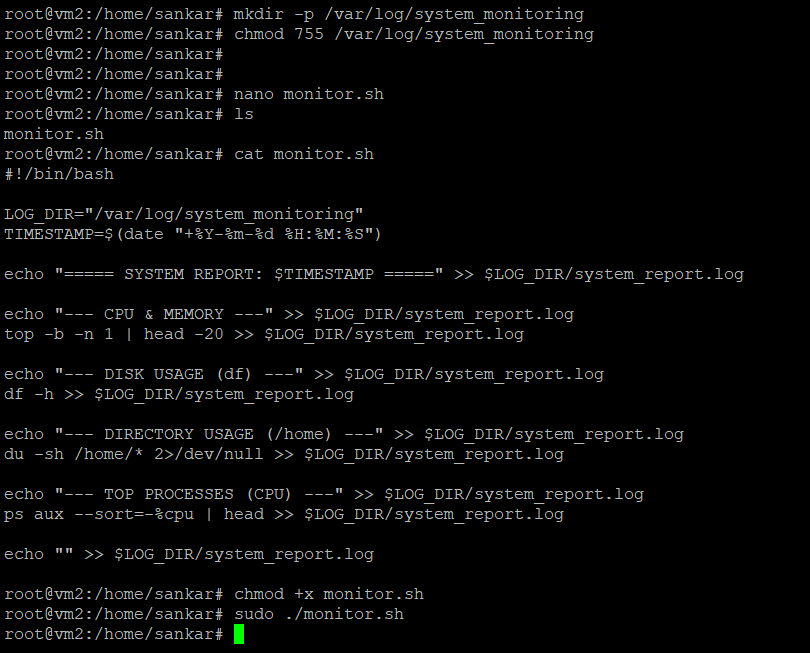 root@vm2:/home/sankar# mkdir -p /var/log/system_monitoring
root@vm2:/home/sankar# chmod 755 /var/log/system_monitoring
root@vm2:/home/sankar#
root@vm2:/home/sankar#
root@vm2:/home/sankar# nano monitor.sh
root@vm2:/home/sankar# ls
monitor.sh
root@vm2:/home/sankar# cat monitor.sh
#!/bin/bash

LOG_DIR="/var/log/system_monitoring"
TIMESTAMP=$(date "+%Y-%m-%d %H:%M:%S")

echo "===== SYSTEM REPORT: $TIMESTAMP =====" >> $LOG_DIR/system_report.log

echo "--- CPU & MEMORY ---" >> $LOG_DIR/system_report.log
top -b -n 1 | head -20 >> $LOG_DIR/system_report.log

echo "--- DISK USAGE (df) ---" >> $LOG_DIR/system_report.log
df -h >> $LOG_DIR/system_report.log

echo "--- DIRECTORY USAGE (/home) ---" >> $LOG_DIR/system_report.log
du -sh /home/* 2>/dev/null >> $LOG_DIR/system_report.log

echo "--- TOP PROCESSES (CPU) ---" >> $LOG_DIR/system_report.log
ps aux --sort=-%cpu | head >> $LOG_DIR/system_report.log

echo "" >> $LOG_DIR/system_report.log

root@vm2:/home/sankar# chmod +x monitor.sh
root@vm2:/home/sankar# sudo ./monitor.sh
root@vm2:/home/sankar#